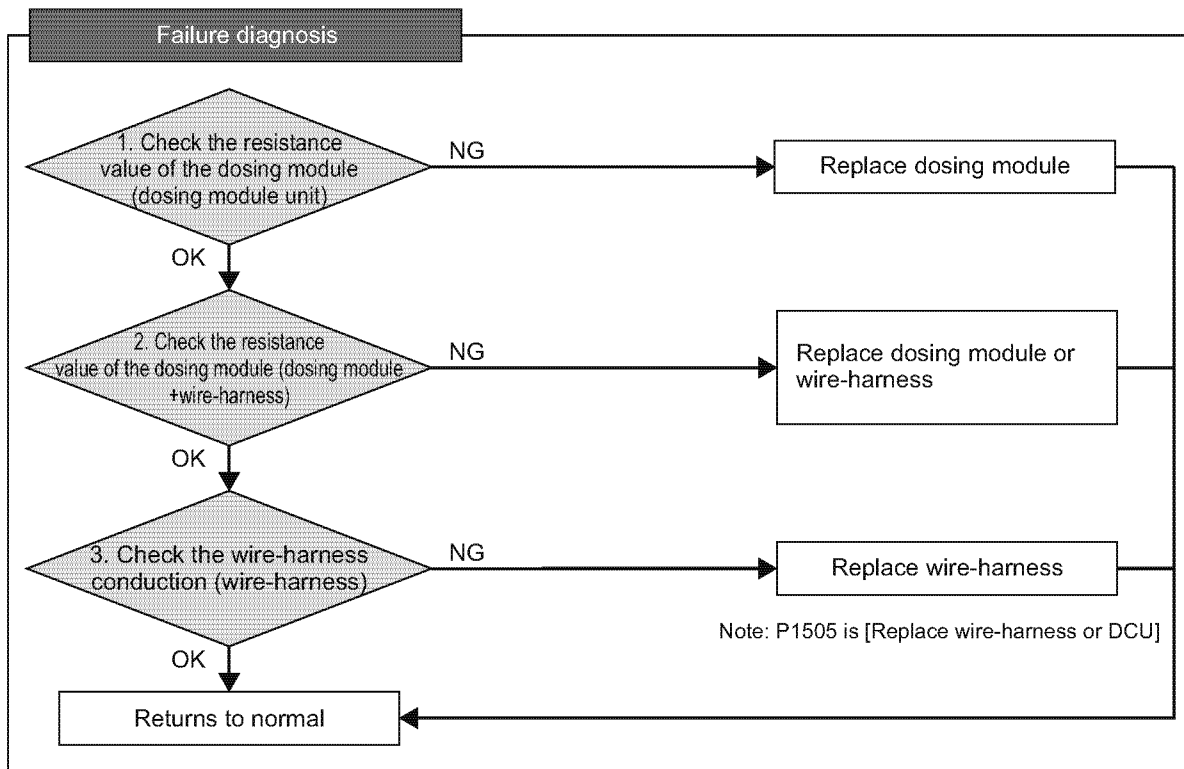 Failure diagnosis
1. Check the resistance
value of the dosing module
(dosing module unit)
NG
Replace dosing module
OK
2. Check the resistance
value of the dosing module (dosing module
+wire-harness)
NG
Replace dosing module or
wire-harness
OK
3. Check the wire-harness
conduction (wire-harness)
NG
Replace wire-harness
Note: P1505 is [Replace wire-harness or DCU]
OK
Returns to normal